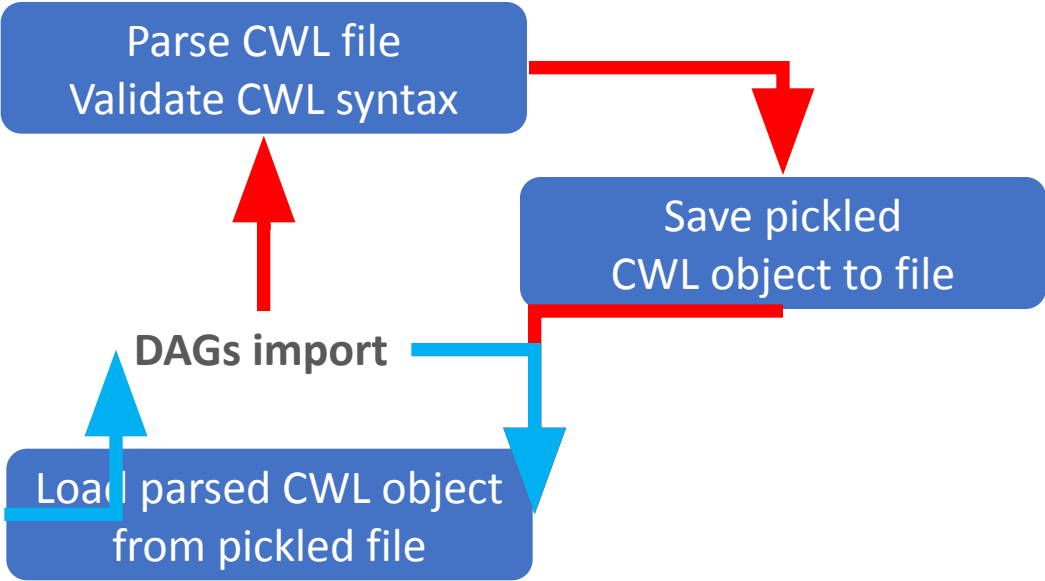 Parse CWL file
Validate CWL syntax
Save pickled
CWL object to file
DAGs import
Load parsed CWL object
from pickled file